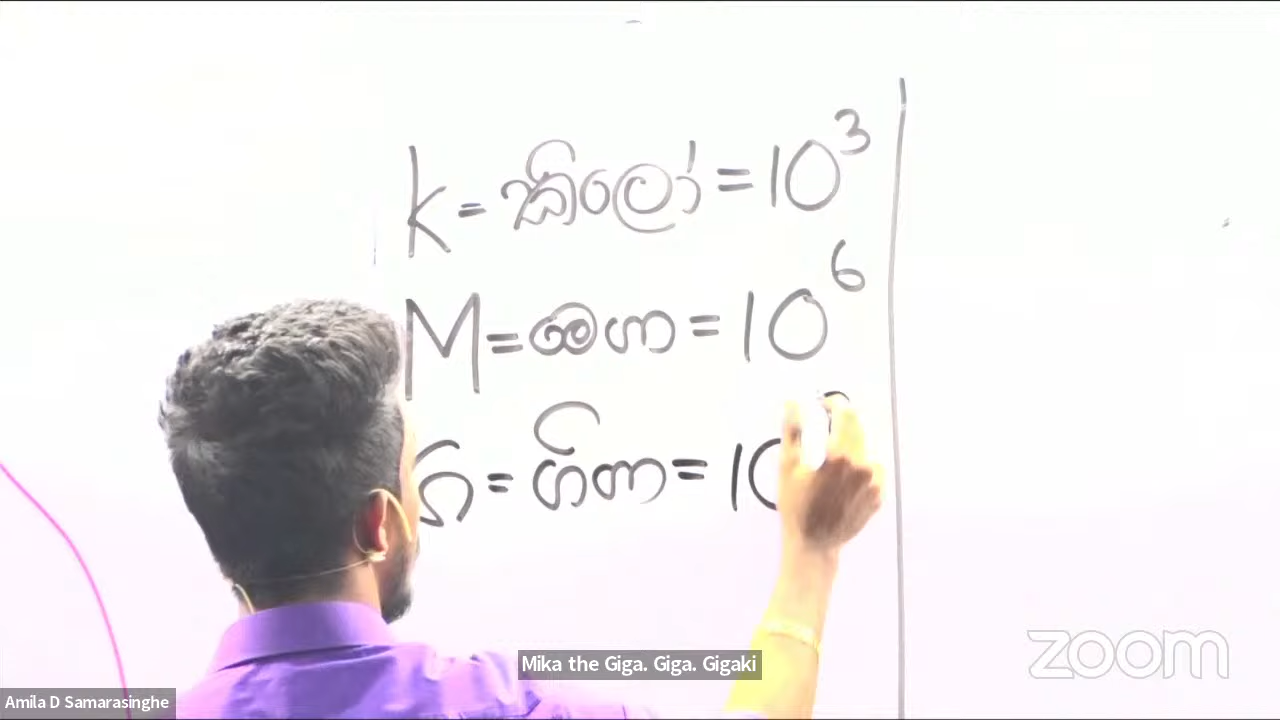 k = කිලෝ = 10³
M = මෙගා = 10⁶
G = ගිගා = 10
Mika the Giga. Giga. Gigaki
zoom
Amila D Samarasinghe